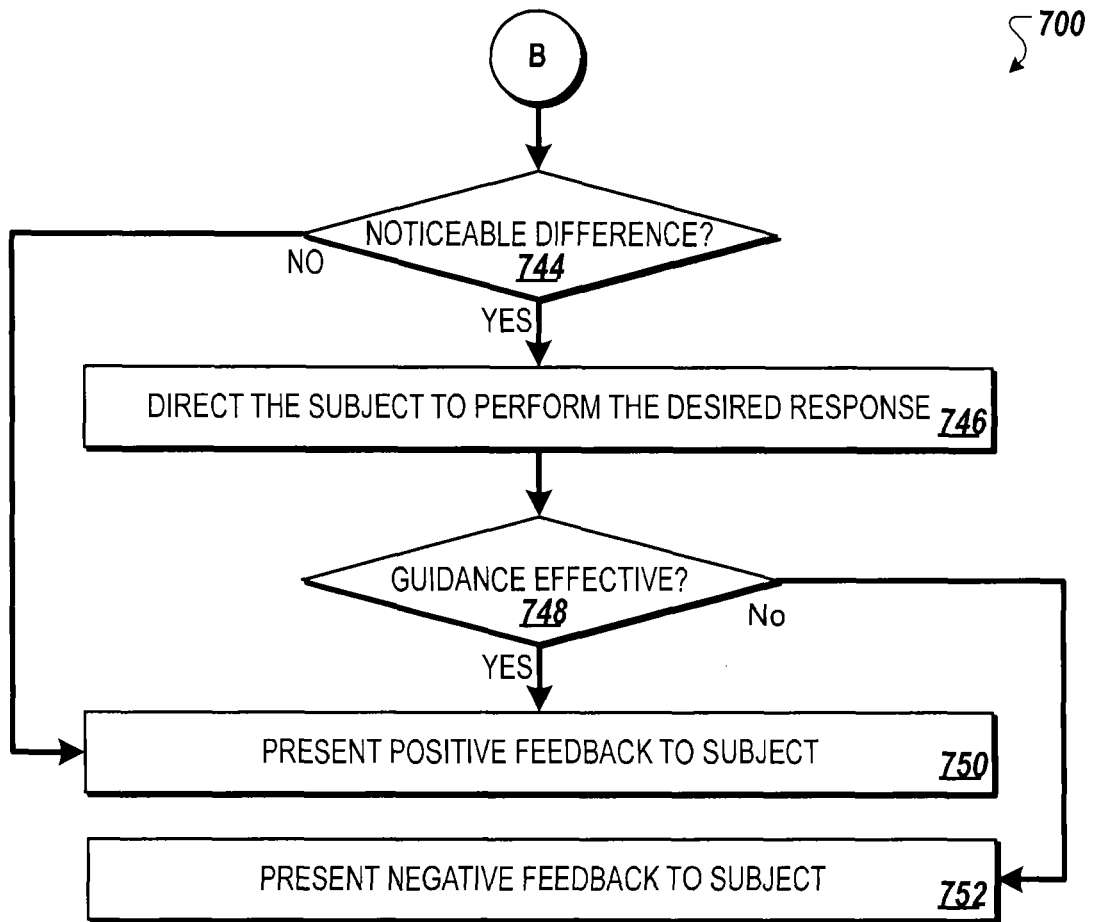 700
B
NOTICEABLE DIFFERENCE?
744
NO
YES
DIRECT THE SUBJECT TO PERFORM THE DESIRED RESPONSE 746
GUIDANCE EFFECTIVE?
748
No
YES
PRESENT POSITIVE FEEDBACK TO SUBJECT 750
PRESENT NEGATIVE FEEDBACK TO SUBJECT 752